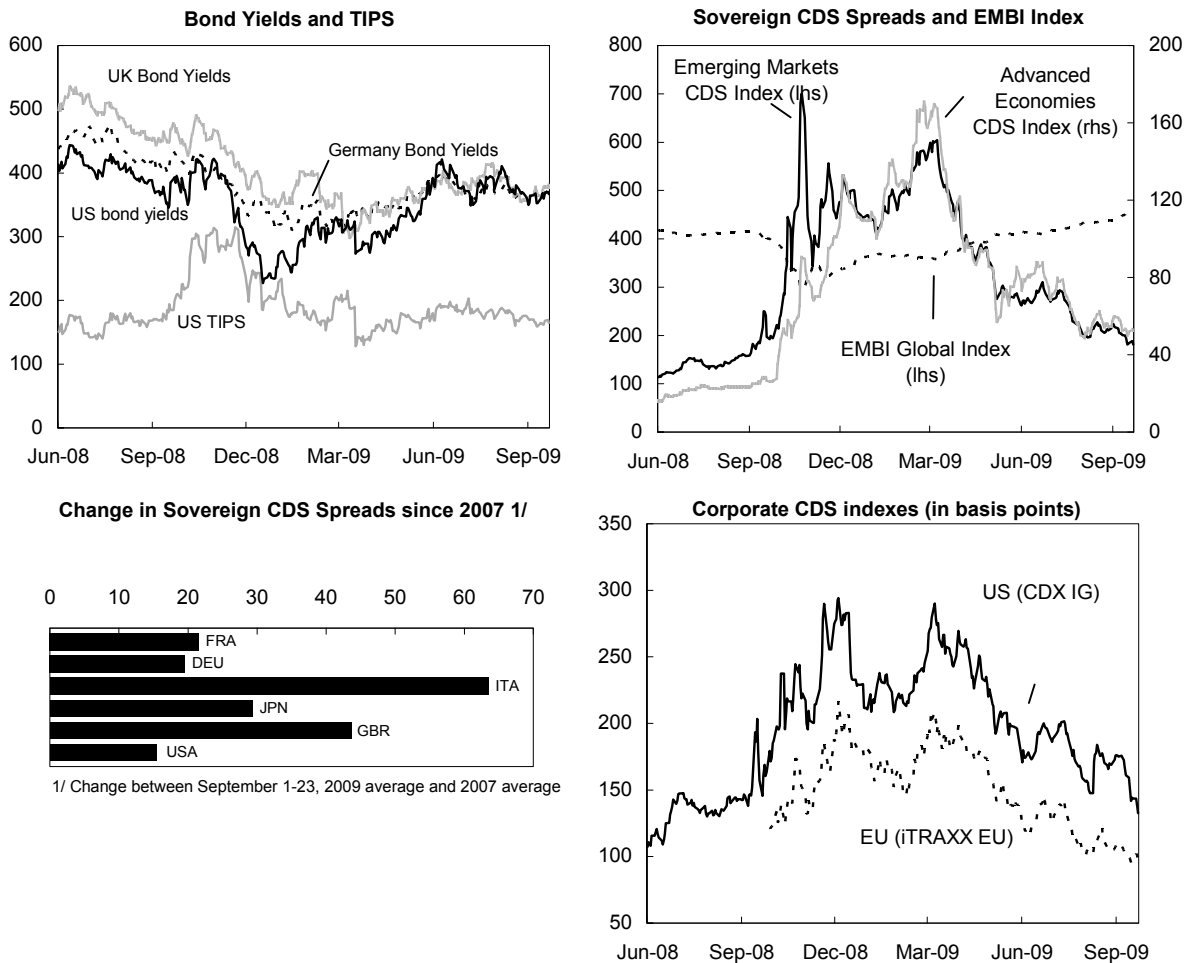 Bond Yields and TIPS
600
500
400
300
200
100
0
UK Bond Yields
Germany Bond Yields
US bond yields
US TIPS
Jun-08 Sep-08 Dec-08 Mar-09 Jun-09 Sep-09
Sovereign CDS Spreads and EMBI Index
800
700
600
500
400
300
200
100
0
200
160
120
80
40
0
Emerging Markets
CDS Index (lhs)
Advanced
Economies
CDS Index (rhs)
EMBI Global Index
(lhs)
Jun-08 Sep-08 Dec-08 Mar-09 Jun-09 Sep-09
Change in Sovereign CDS Spreads since 2007 1/
0 10 20 30 40 50 60 70
FRA
DEU
ITA
JPN
GBR
USA
1/ Change between September 1-23, 2009 average and 2007 average
Corporate CDS indexes (in basis points)
350
300
250
200
150
100
50
US (CDX IG)
EU (iTRAXX EU)
Jun-08 Sep-08 Dec-08 Mar-09 Jun-09 Sep-09